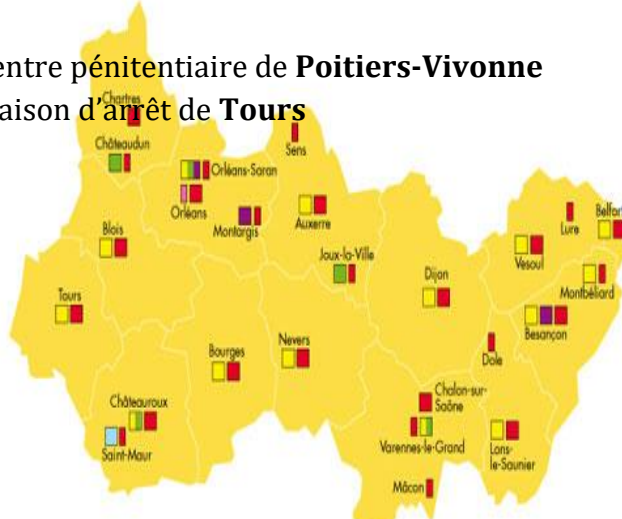 entre pénitentiaire de Poitiers-Vivonne
Chartres
aison d’arrêt de Tours
Châteaudun
Sens
Orléans-Saran
Orléans
Montargis
Auxerre
Lure
Belfort
Blois
Vesoul
Joux-la-Ville
Dijon
Montbéliard
Tours
Besançon
Bourges
Nevers
Dole
Châteauroux
Chalon-sur-
Saône
Saint-Maur
Varennes-le-Grand
Lons-
le-Saunier
Mâcon